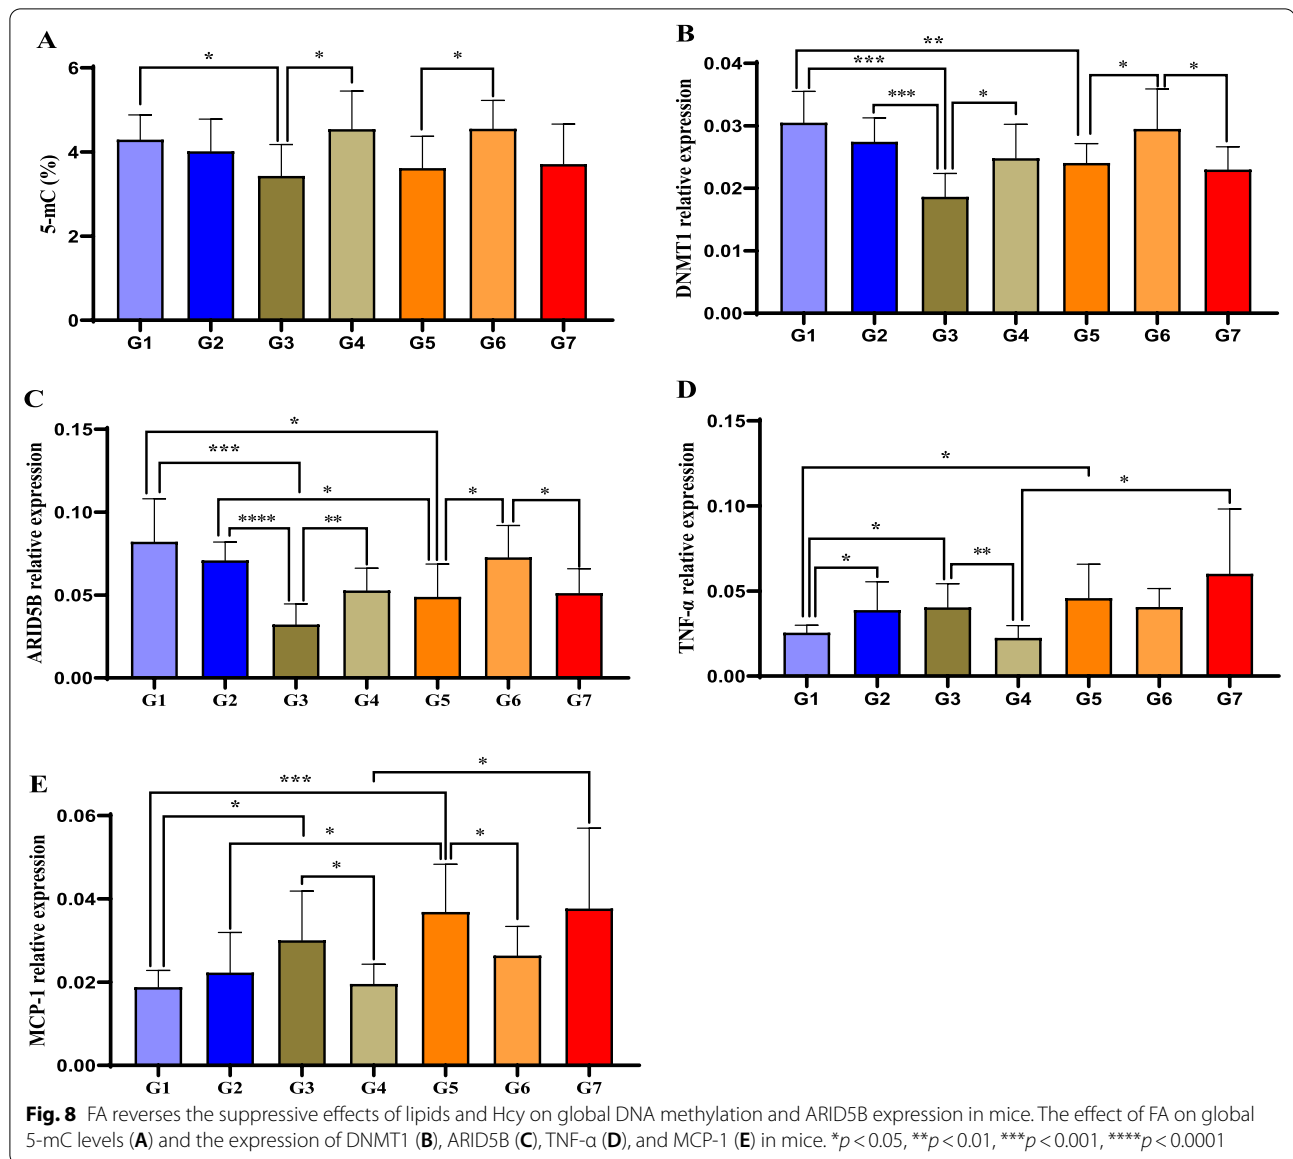 A
* * *
6
4
2
0
5-mC (%)
G1 G2 G3 G4 G5 G6 G7
B
**
***
*** * * *
0.04
0.03
0.02
0.01
0.00
DNMT1 relative expression
G1 G2 G3 G4 G5 G6 G7
C
*
***
* * *
**** **
0.15
0.10
0.05
0.00
ARID5B relative expression
G1 G2 G3 G4 G5 G6 G7
D
*
*
*
* **
0.15
0.10
0.05
0.00
TNF-α relative expression
G1 G2 G3 G4 G5 G6 G7
E
*
***
*
* *
*
0.06
0.04
0.02
0.00
MCP-1 relative expression
G1 G2 G3 G4 G5 G6 G7
Fig. 8 FA reverses the suppressive effects of lipids and Hcy on global DNA methylation and ARID5B expression in mice. The effect of FA on global
5-mC levels (A) and the expression of DNMT1 (B), ARID5B (C), TNF-α (D), and MCP-1 (E) in mice. *p < 0.05, **p < 0.01, ***p < 0.001, ****p < 0.0001